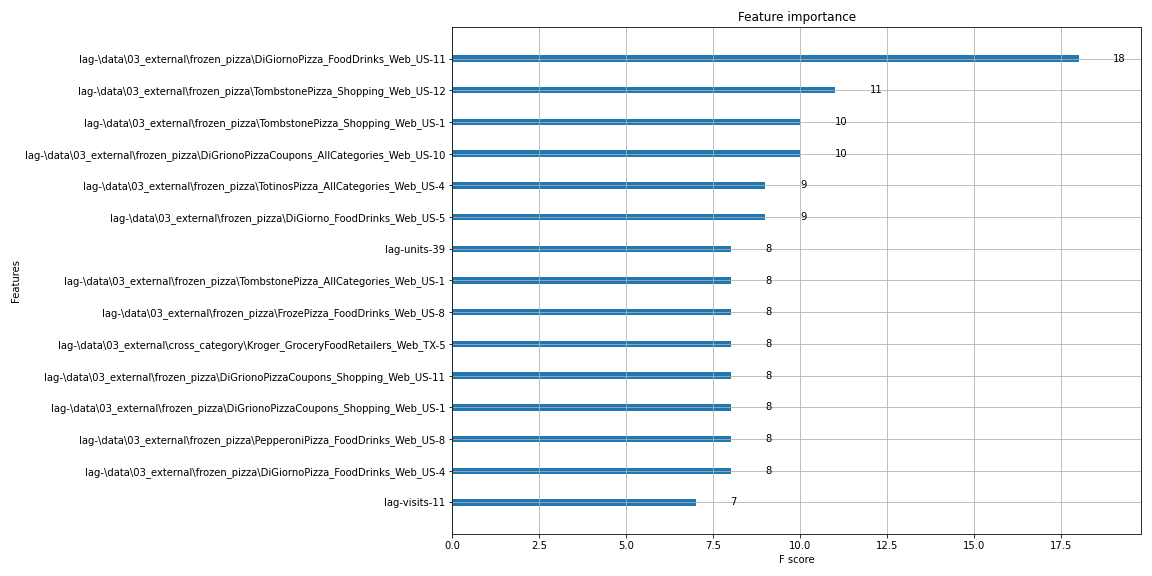 Feature importance
lag-\data\03_external\frozen_pizza\DiGiornoPizza_FoodDrinks_Web_US-11
18
lag-\data\03_external\frozen_pizza\TombstonePizza_Shopping_Web_US-12
11
lag-\data\03_external\frozen_pizza\TombstonePizza_Shopping_Web_US-1
10
lag-\data\03_external\frozen_pizza\DiGrionoPizzaCoupons_AllCategories_Web_US-10
10
lag-\data\03_external\frozen_pizza\TotinosPizza_AllCategories_Web_US-4
9
lag-\data\03_external\frozen_pizza\DiGiorno_FoodDrinks_Web_US-5
9
lag-units-39
8
lag-\data\03_external\frozen_pizza\TombstonePizza_AllCategories_Web_US-1
8
lag-\data\03_external\frozen_pizza\FrozePizza_FoodDrinks_Web_US-8
8
lag-\data\03_external\cross_category\Kroger_GroceryFoodRetailers_Web_TX-5
8
lag-\data\03_external\frozen_pizza\DiGrionoPizzaCoupons_Shopping_Web_US-11
8
lag-\data\03_external\frozen_pizza\DiGrionoPizzaCoupons_Shopping_Web_US-1
8
lag-\data\03_external\frozen_pizza\PepperoniPizza_FoodDrinks_Web_US-8
8
lag-\data\03_external\frozen_pizza\DiGiornoPizza_FoodDrinks_Web_US-4
8
lag-visits-11
7
Features
0.0 2.5 5.0 7.5 10.0 12.5 15.0 17.5
F score